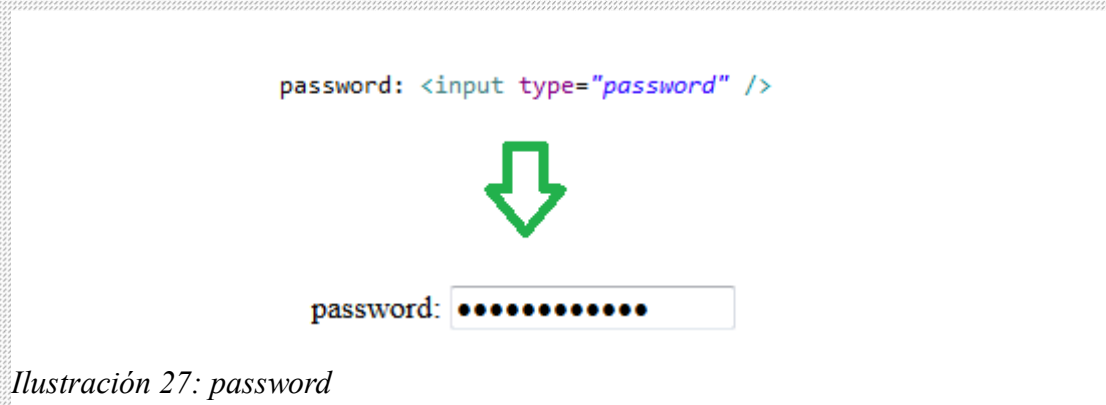 password: <input type="password" />
password: ●●●●●●●●●●●●
Ilustración 27: password